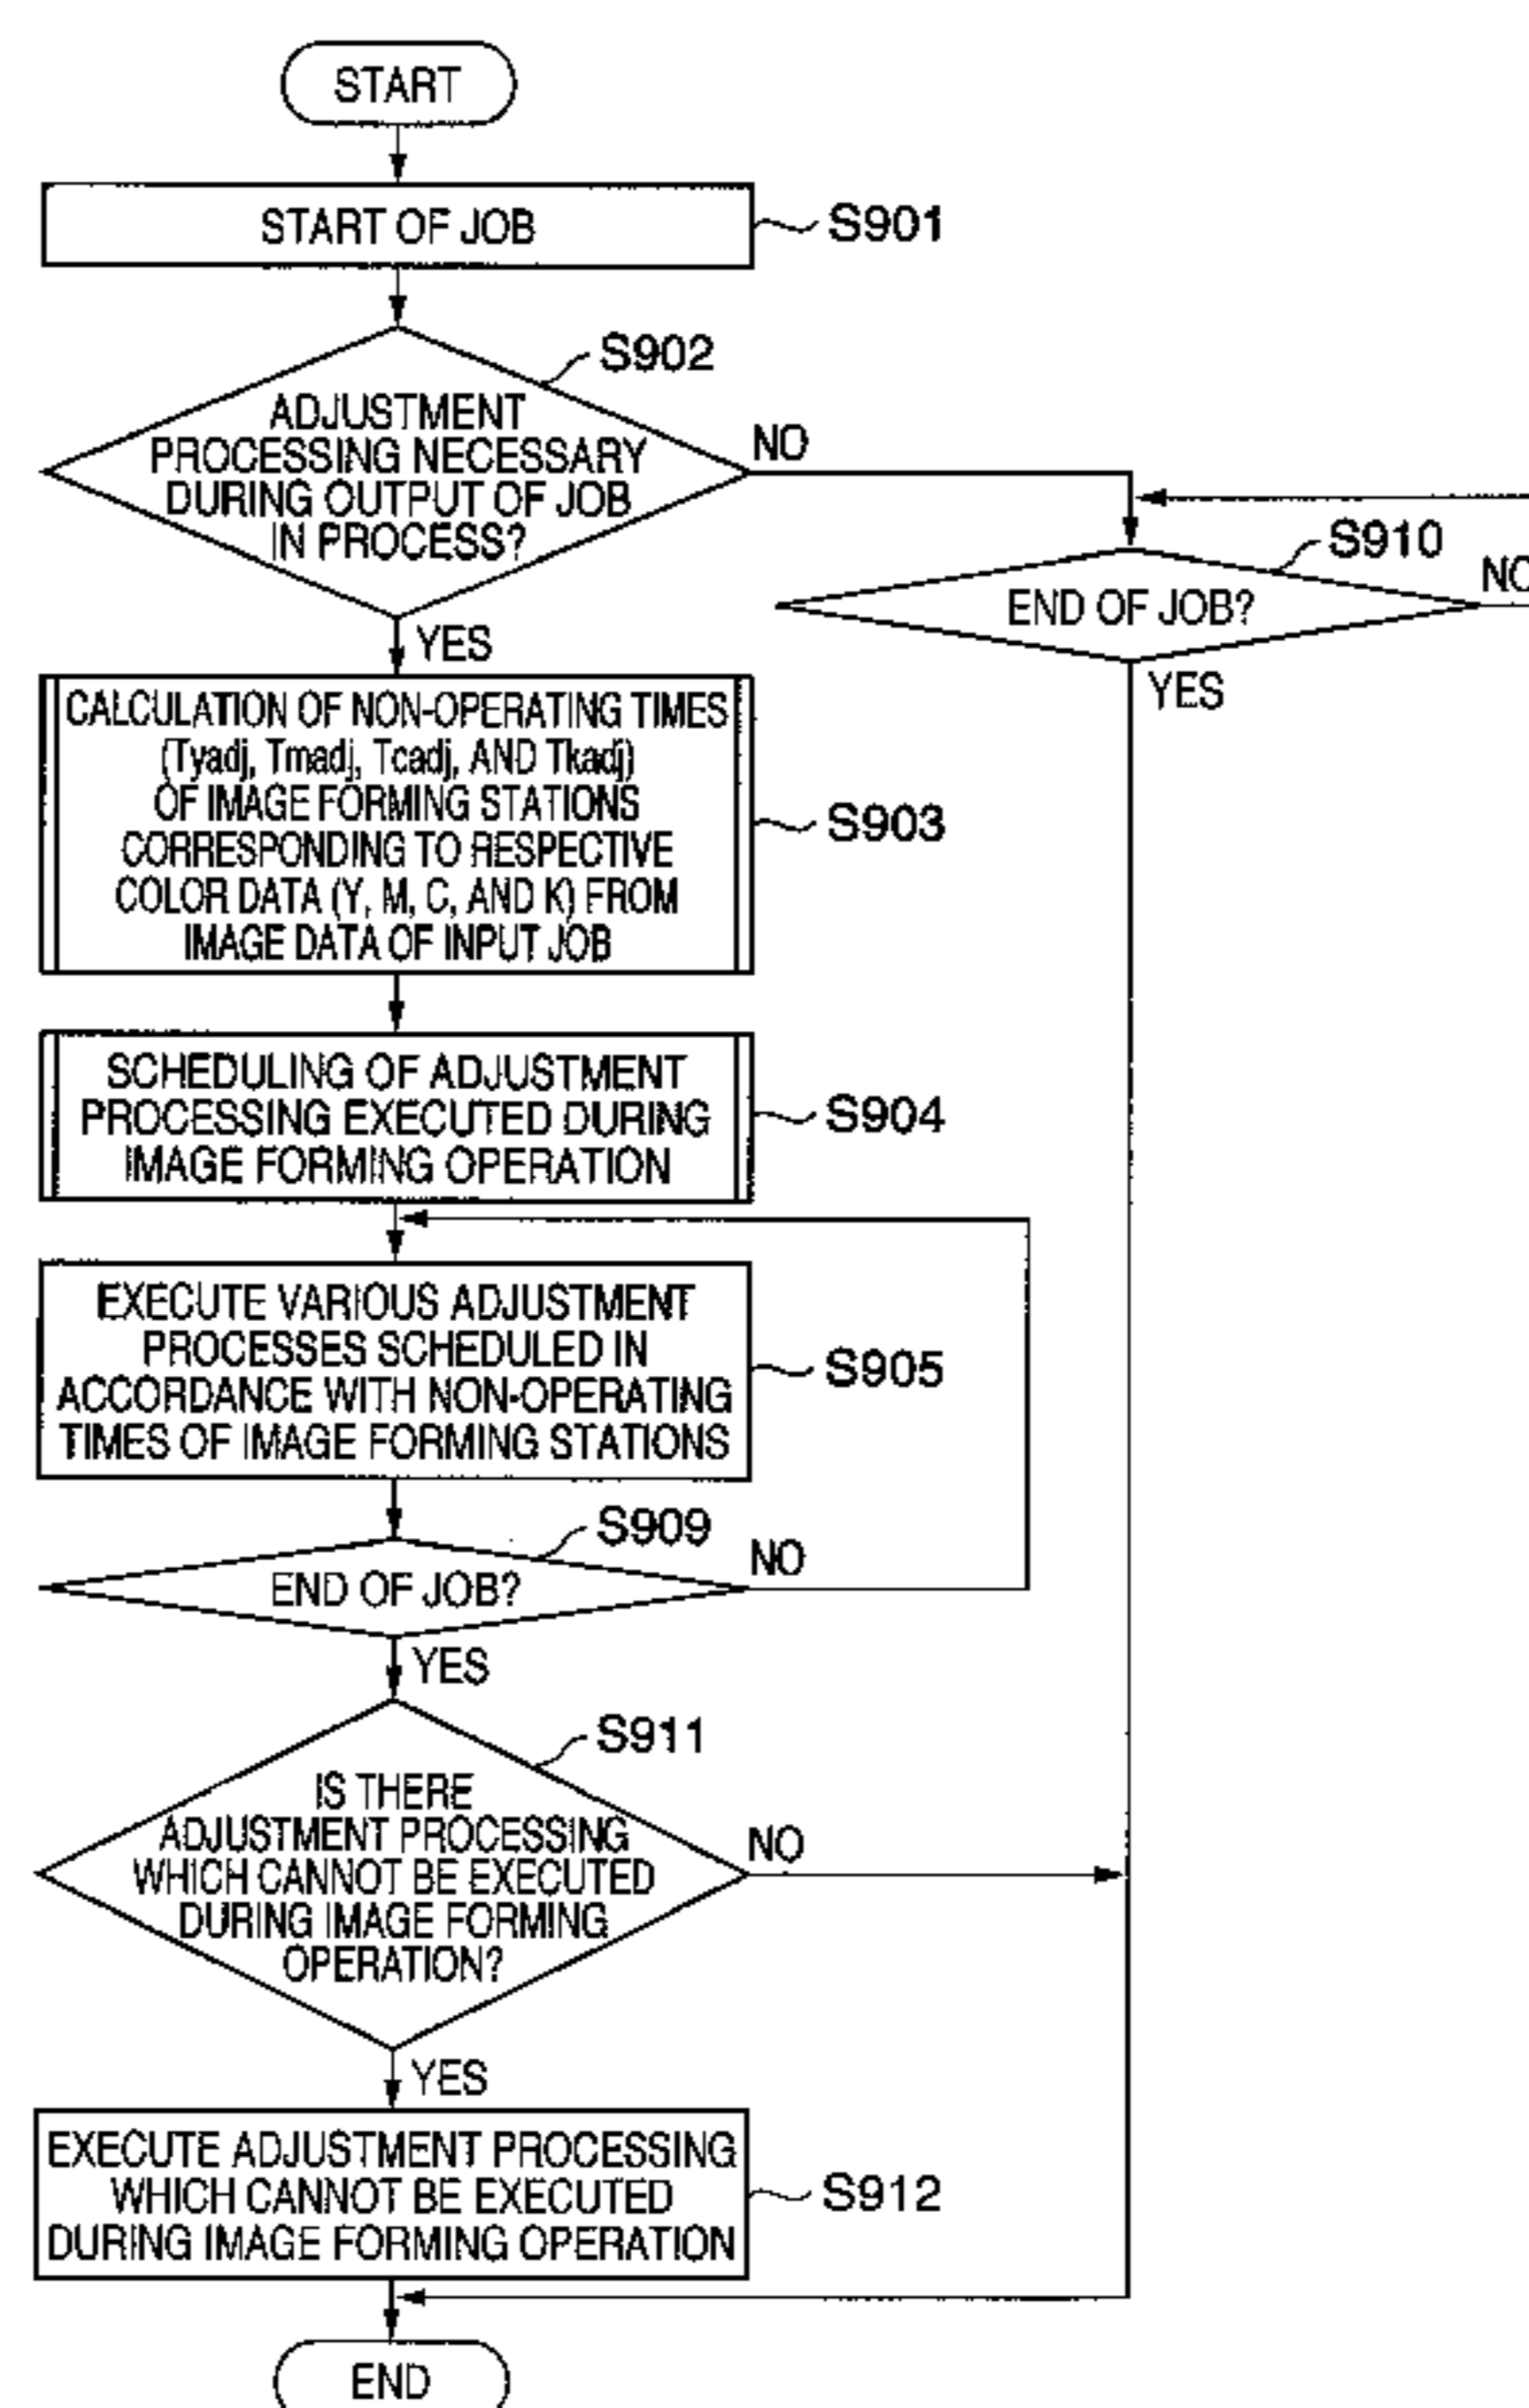 START
START OF JOB
S901
S902
ADJUSTMENT
PROCESSING NECESSARY
DURING OUTPUT OF JOB
IN PROCESS?
NO
YES
S910
END OF JOB?
NO
YES
CALCULATION OF NON-OPERATING TIMES
(Tyadj, Tmadj, Tcadj, AND Tkadj)
OF IMAGE FORMING STATIONS
CORRESPONDING TO RESPECTIVE
COLOR DATA (Y, M, C, AND K) FROM
IMAGE DATA OF INPUT JOB
S903
SCHEDULING OF ADJUSTMENT
PROCESSING EXECUTED DURING
IMAGE FORMING OPERATION
S904
EXECUTE VARIOUS ADJUSTMENT
PROCESSES SCHEDULED IN
ACCORDANCE WITH NON-OPERATING
TIMES OF IMAGE FORMING STATIONS
S905
S909
END OF JOB?
NO
YES
S911
IS THERE
ADJUSTMENT PROCESSING
WHICH CANNOT BE EXECUTED
DURING IMAGE FORMING
OPERATION?
NO
YES
EXECUTE ADJUSTMENT PROCESSING
WHICH CANNOT BE EXECUTED
DURING IMAGE FORMING OPERATION
S912
END